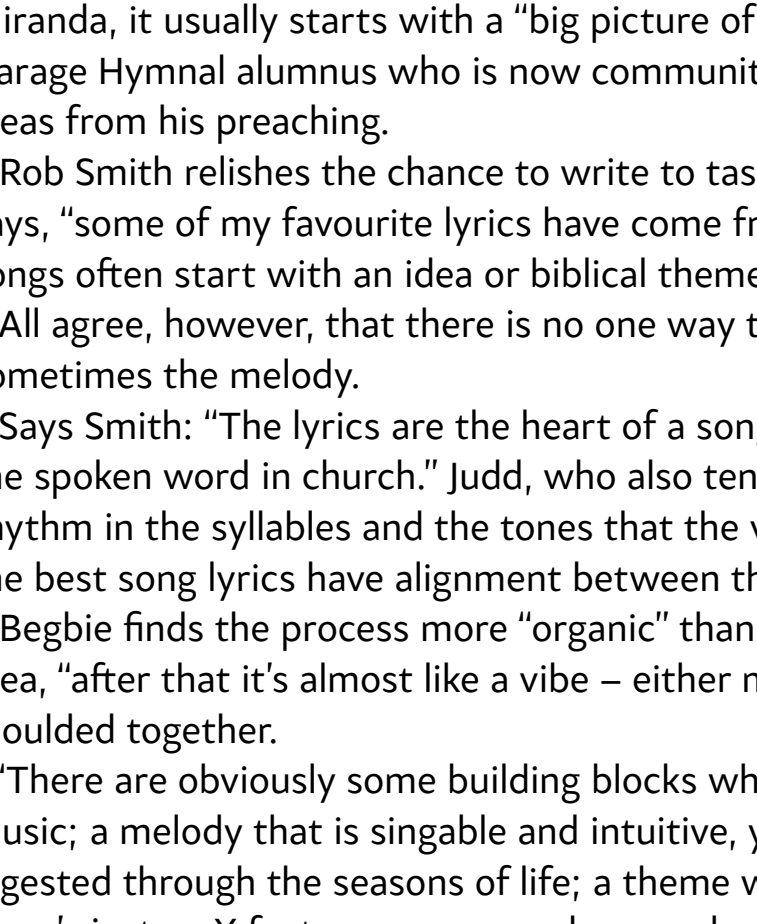 iranda, it usually starts with a “big picture of
arage Hymnal alumnus who is now communit
eas from his preaching.
Rob Smith relishes the chance to write to tas
ys, “some of my favourite lyrics have come fr
ongs often start with an idea or biblical theme
All agree, however, that there is no one way t
ometimes the melody.
Says Smith: “The lyrics are the heart of a son
e spoken word in church.” Judd, who also ten
hythm in the syllables and the tones that the v
e best song lyrics have alignment between th
Begbie finds the process more “organic” than
ea, “after that it’s almost like a vibe – either n
oulded together.
“There are obviously some building blocks wh
usic; a melody that is singable and intuitive, y
gested through the seasons of life; a theme w